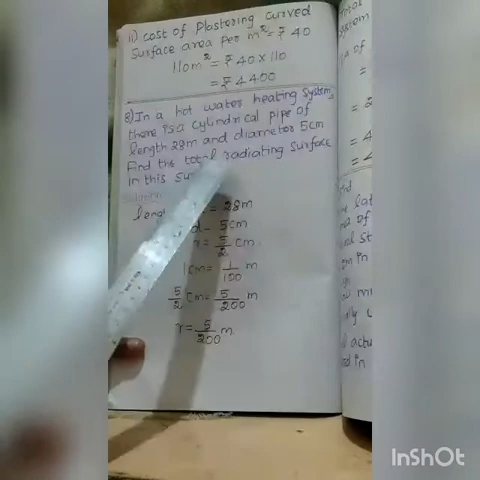 ii) Cost of Plastering curved
Surface area per m² = ₹ 40
110m² = ₹ 40 × 110
= ₹ 4400
8) In a hot water heating system,
there is a cylindrical pipe of
length 28m and diameter 5cm
Find the total radiating surface
in this
= 28m
d = 5cm
r = 5/2 cm
1cm = 1/100 m
5/2 cm = 5/200 m
r = 5/200 m
InShOt